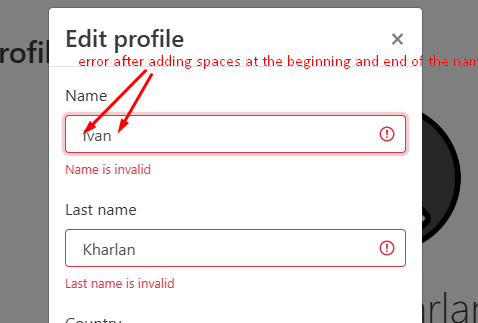 Edit profile
×
rofil
error after adding spaces at the beginning and end of the nam
Name
Ivan
Name is invalid
Last name
Kharlan
Last name is invalid
arlan
Country